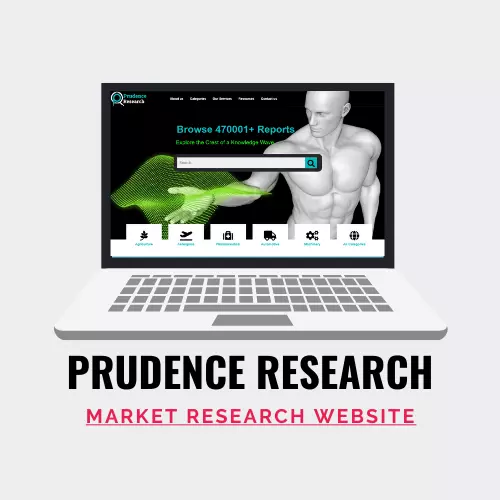 Prudence
Research
About us Categories Our Services Resources Contact us
Browse 470001+ Reports
Explore the Crest of a Knowledge Wave
Search
Agriculture Aerospace Pharmaceutical Automotive Machinery All Categories
PRUDENCE RESEARCH
MARKET RESEARCH WEBSITE